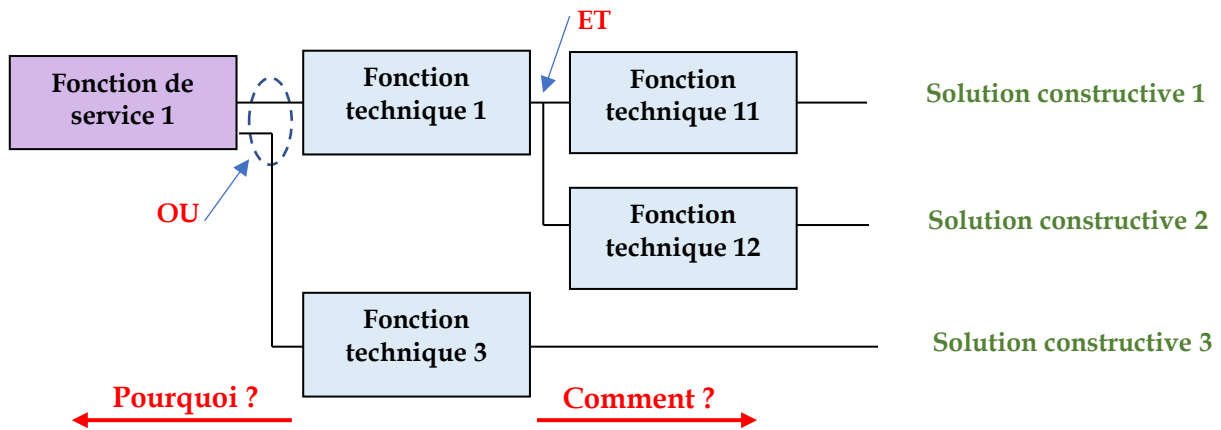 ET
Fonction de
service 1
Fonction
technique 1
Fonction
technique 11
Solution constructive 1
OU
Fonction
technique 12
Solution constructive 2
Fonction
technique 3
Solution constructive 3
Pourquoi ?
Comment ?